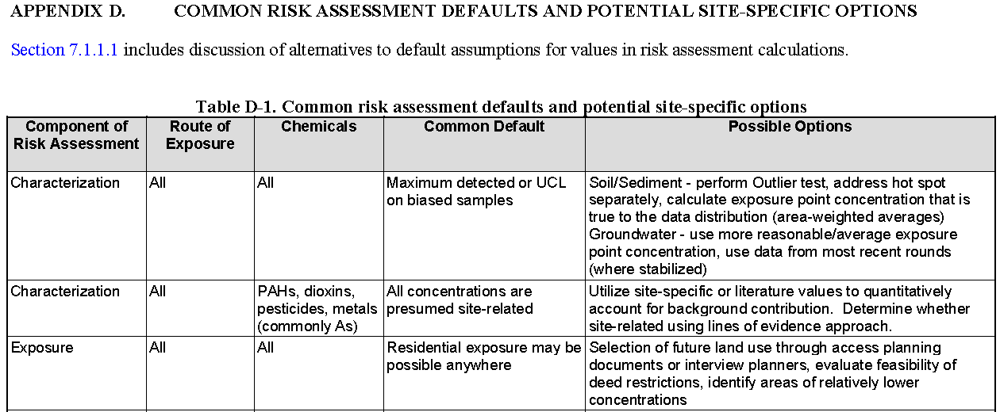 APPENDIX D. COMMON RISK ASSESSMENT DEFAULTS AND POTENTIAL SITE-SPECIFIC OPTIONS
Section 7.1.1.1 includes discussion of alternatives to default assumptions for values in risk assessment calculations.
Table D-1. Common risk assessment defaults and potential site-specific options
Component of
Risk Assessment
Route of
Exposure
Chemicals
Common Default
Possible Options
Characterization
All
All
Maximum detected or UCL
on biased samples
Soil/Sediment - perform Outlier test, address hot spot
separately, calculate exposure point concentration that is
true to the data distribution (area-weighted averages)
Groundwater - use more reasonable/average exposure
point concentration, use data from most recent rounds
(where stabilized)
Characterization
All
PAHs, dioxins,
pesticides, metals
(commonly As)
All concentrations are
presumed site-related
Utilize site-specific or literature values to quantitatively
account for background contribution. Determine whether
site-related using lines of evidence approach.
Exposure
All
All
Residential exposure may be
possible anywhere
Selection of future land use through access planning
documents or interview planners, evaluate feasibility of
deed restrictions, identify areas of relatively lower
concentrations